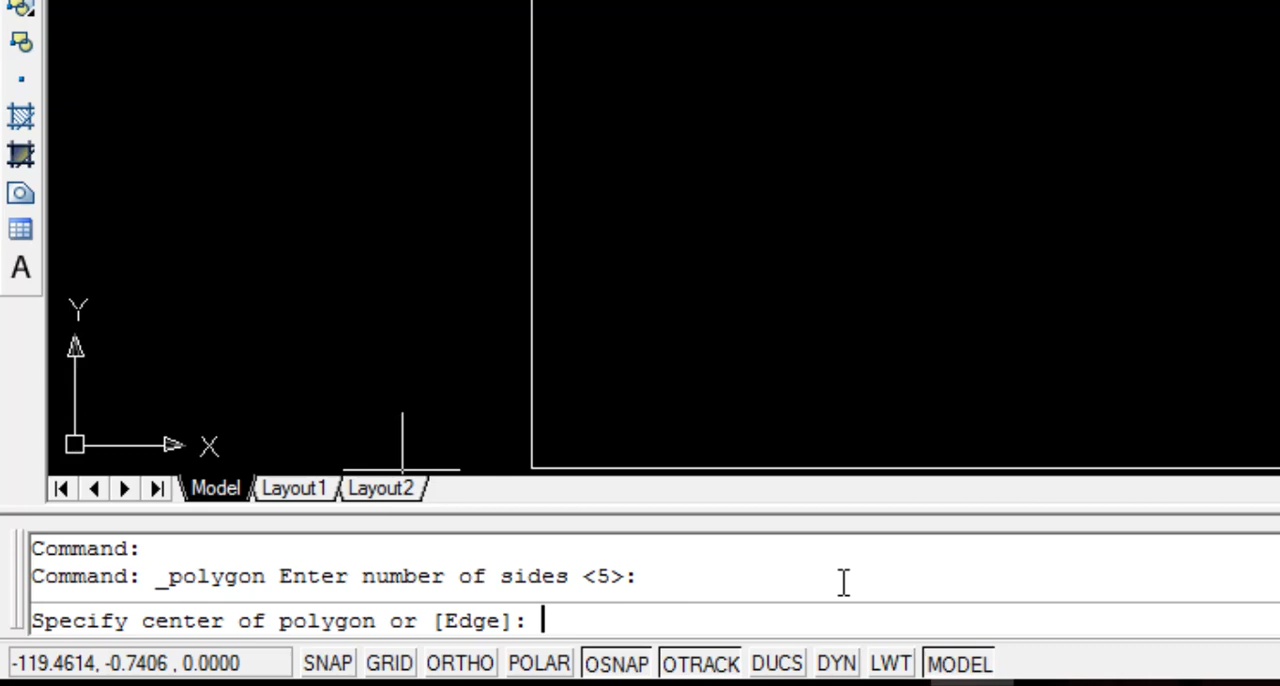 A
Y
X
Model
Layout1
Layout2
Command:
Command: _polygon Enter number of sides <5>:
Specify center of polygon or [Edge]:
-119.4614, -0.7406 , 0.0000
SNAP GRID ORTHO POLAR OSNAP OTRACK DUCS DYN LWT MODEL